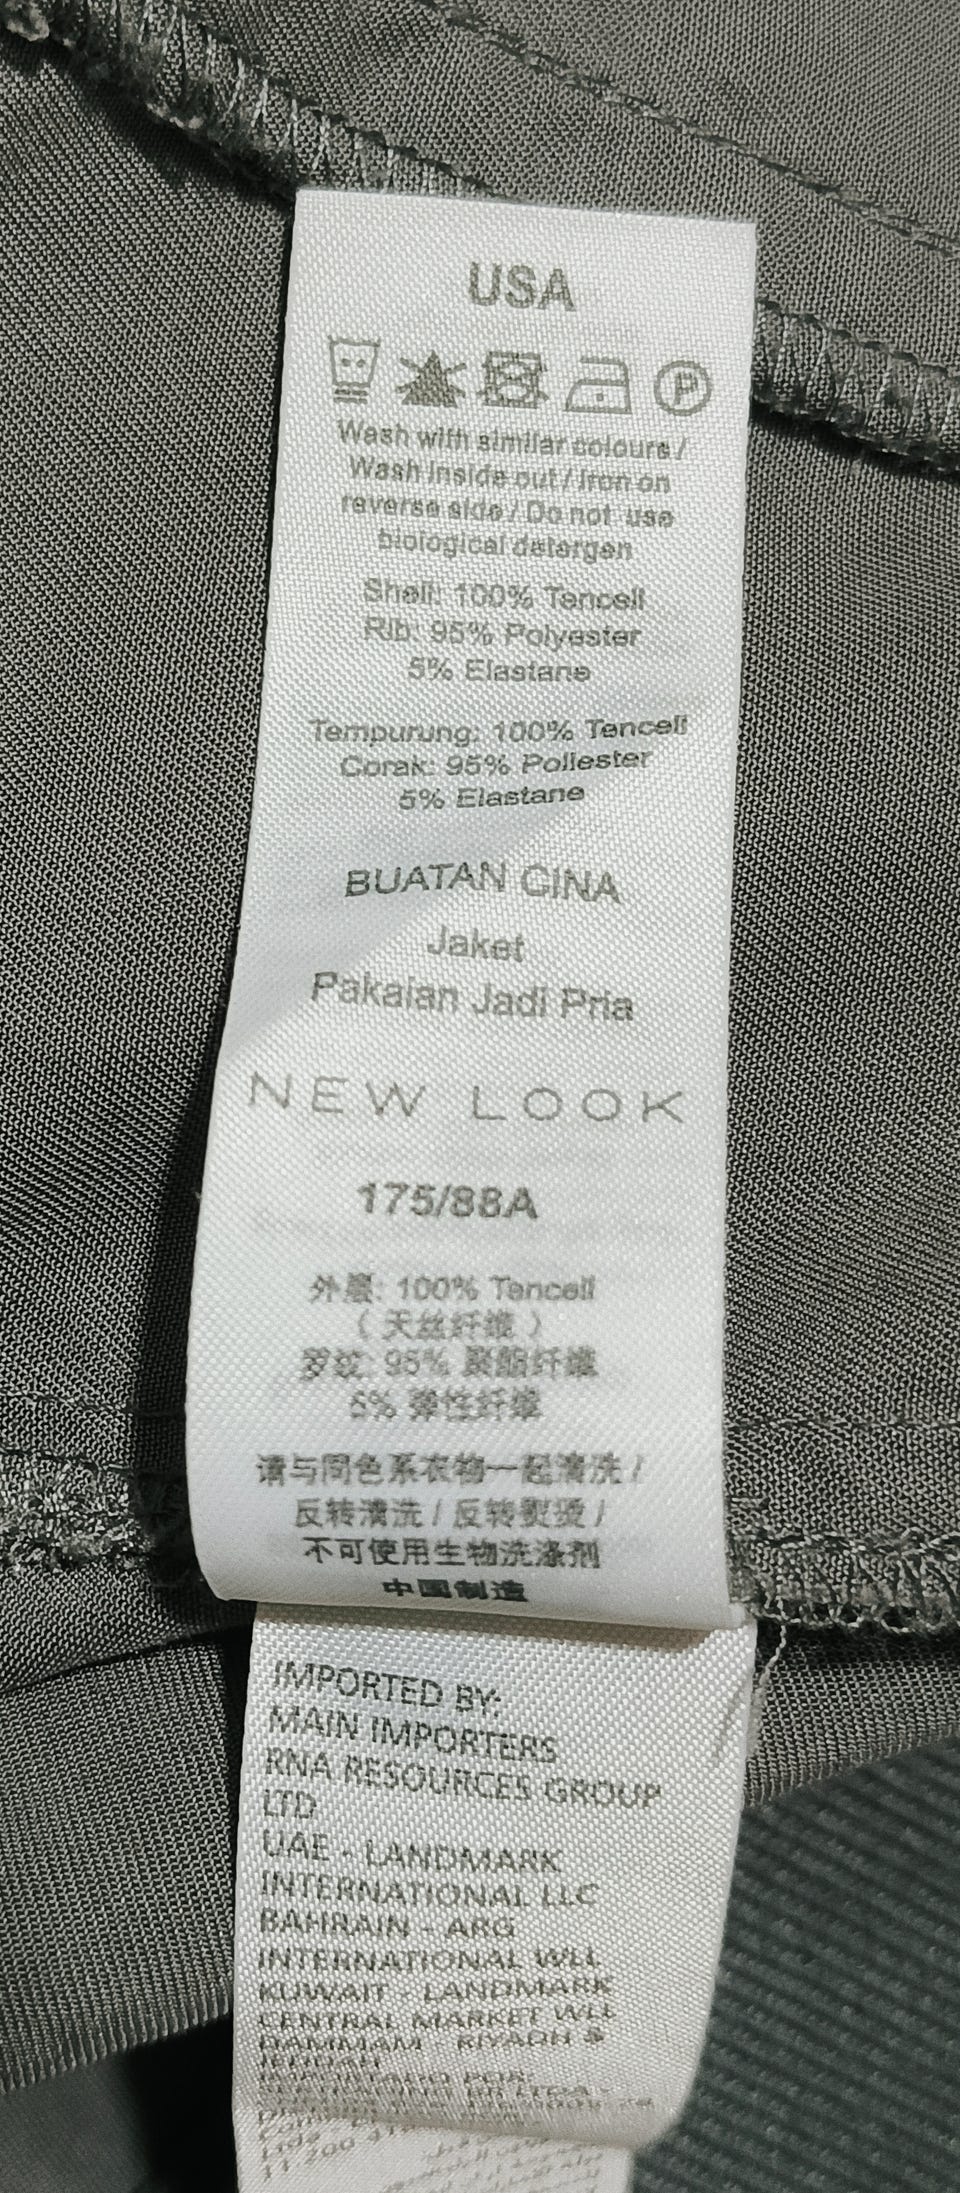 USA
P
Wash with similar colours /
Wash inside out / Iron on
reverse side / Do not use
biological detergen
Shell: 100% Tencell
Rib: 95% Polyester
5% Elastane
Tempurung: 100% Tencell
Corak: 95% Poliester
5% Elastane
BUATAN CINA
Jaket
Pakaian Jadi Pria
NEW LOOK
175/88A
外层: 100% Tencell
( 天丝纤维 )
罗纹: 95% 聚酯纤维
5% 弹性纤维
请与同色系衣物一起清洗 /
反转清洗 / 反转熨烫 /
不可使用生物洗涤剂
中国制造
IMPORTED BY:
MAIN IMPORTERS
RNA RESOURCES GROUP
LTD
UAE - LANDMARK
INTERNATIONAL LLC
BAHRAIN - ARG
INTERNATIONAL WLL
KUWAIT - LANDMARK
CENTRAL MARKET WLL
DAMMAM - RIYADH &
JEDDAH
IMPORTADO POR: